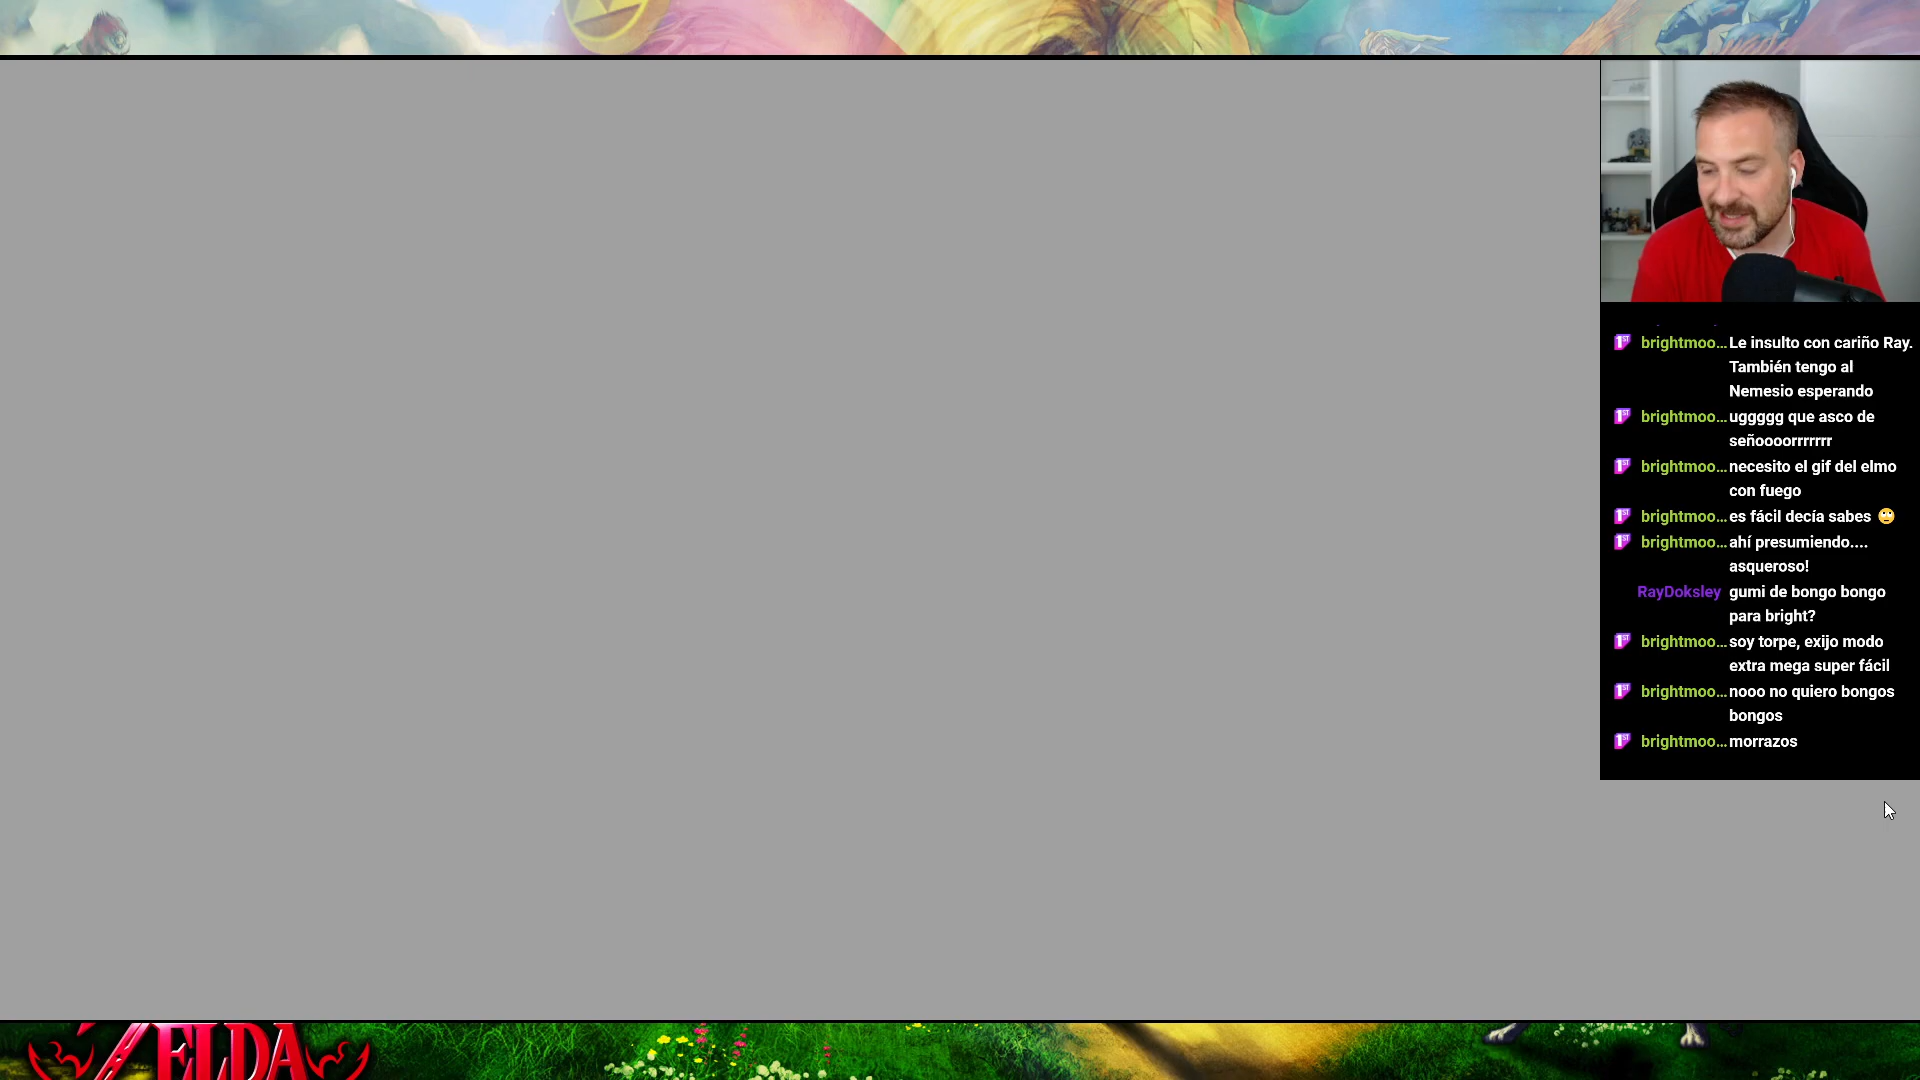 brightmoo... Le insulto con cariño Ray.
También tengo al
Nemesio esperando
brightmoo... uggggg que asco de
señoooorrrrrrr
brightmoo... necesito el gif del elmo
con fuego
brightmoo... es fácil decía sabes 🙄
brightmoo... ahí presumiendo....
asqueroso!
RayDoksley gumi de bongo bongo
para bright?
brightmoo... soy torpe, exijo modo
extra mega super fácil
brightmoo... nooo no quiero bongos
bongos
brightmoo... morrazos
ZELDA